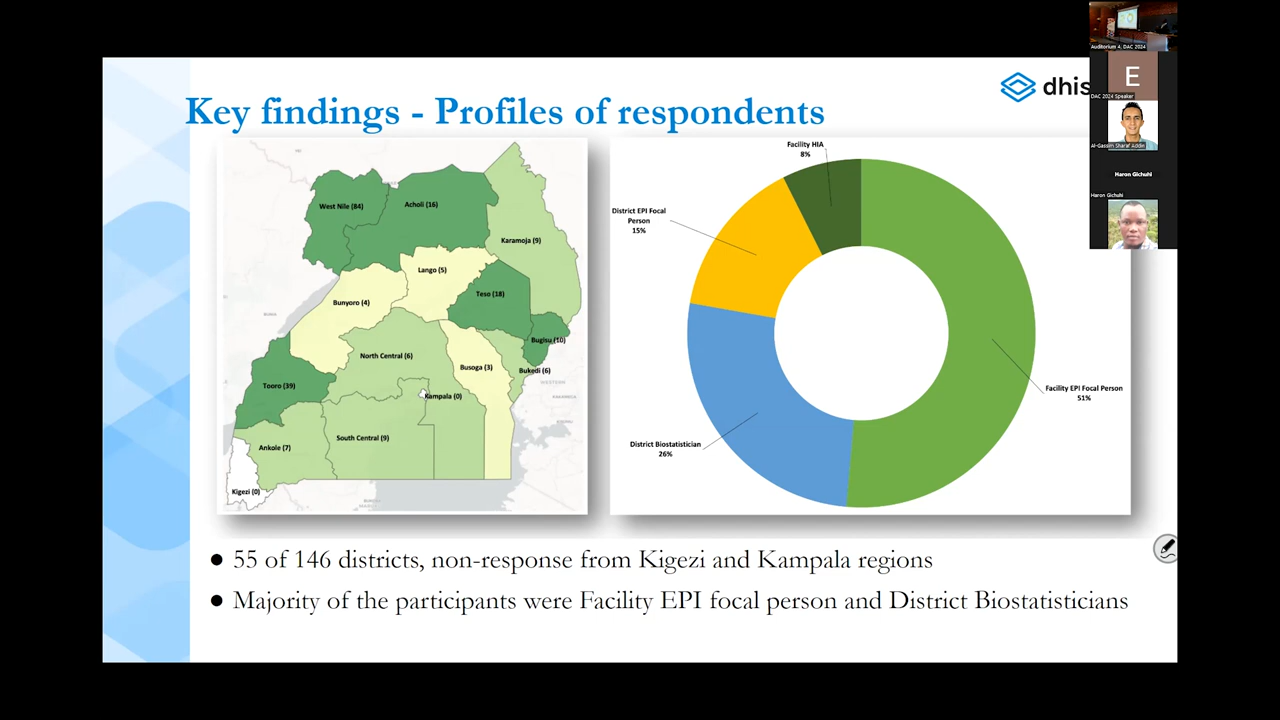 dhis
Key findings - Profiles of respondents
West Nile (84)
Acholi (16)
Karamoja (9)
Lango (5)
Teso (18)
Bunyoro (4)
Bugisu (10)
North Central (6)
Busoga (3)
Bukedi (6)
Tooro (39)
Kampala (0)
South Central (9)
Ankole (7)
Kigezi (0)
Facility HIA
8%
District EPI Focal
Person
15%
Facility EPI Focal Person
51%
District Biostatistician
26%
● 55 of 146 districts, non-response from Kigezi and Kampala regions
● Majority of the participants were Facility EPI focal person and District Biostatisticians
Auditorium 4, DAC 2024
E
DAC 2024 Speaker
Al-Gassim Sharaf Addin
Haron Gichuhi
Haron Gichuhi